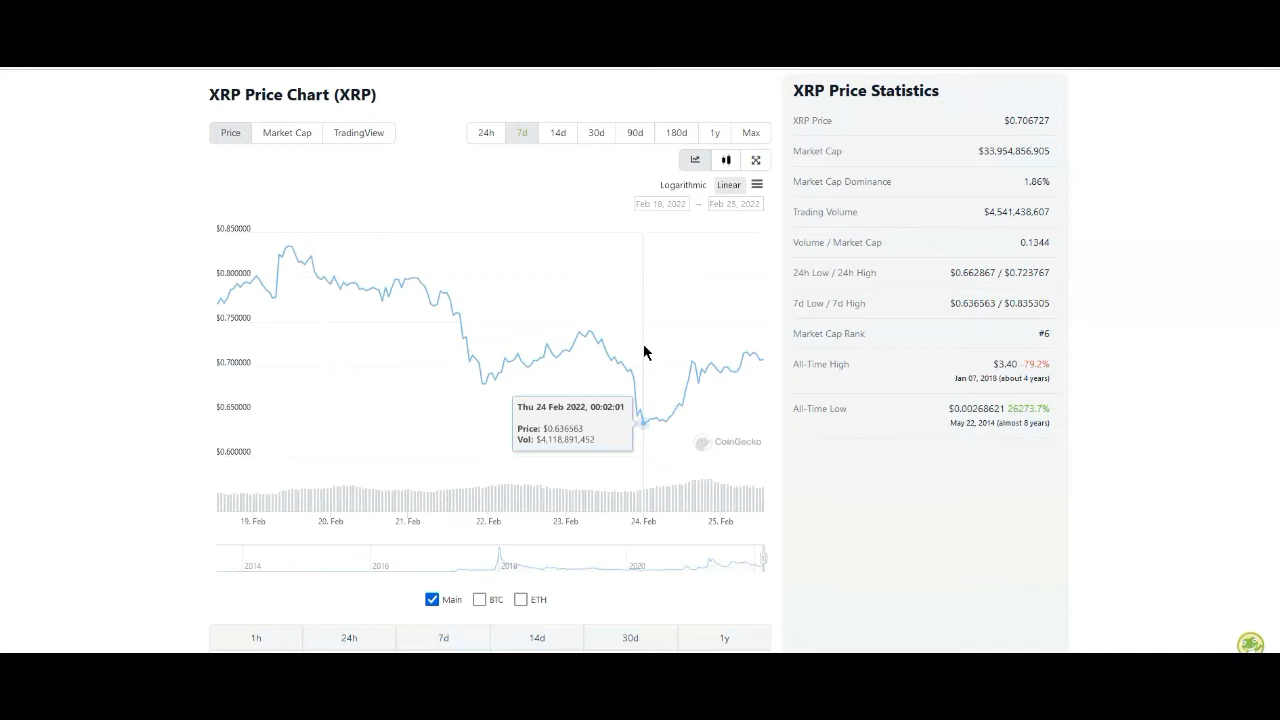 XRP Price Chart (XRP)
Price Market Cap TradingView
24h 7d 14d 30d 90d 180d 1y Max
Logarithmic Linear
Feb 18, 2022 → Feb 25, 2022
$0.850000
$0.800000
$0.750000
$0.700000
$0.650000
$0.600000
Thu 24 Feb 2022, 00:02:01
Price: $0.636563
Vol: $4,118,891,452
CoinGecko
19. Feb 20. Feb 21. Feb 22. Feb 23. Feb 24. Feb 25. Feb
2014 2016 2018 2020
Main BTC ETH
1h 24h 7d 14d 30d 1y
XRP Price Statistics
XRP Price $0.706727
Market Cap $33,954,856,905
Market Cap Dominance 1.86%
Trading Volume $4,541,438,607
Volume / Market Cap 0.1344
24h Low / 24h High $0.662867 / $0.723767
7d Low / 7d High $0.636563 / $0.835305
Market Cap Rank #6
All-Time High $3.40 -79.2%
Jan 07, 2018 (about 4 years)
All-Time Low $0.00268621 26273.7%
May 22, 2014 (almost 8 years)